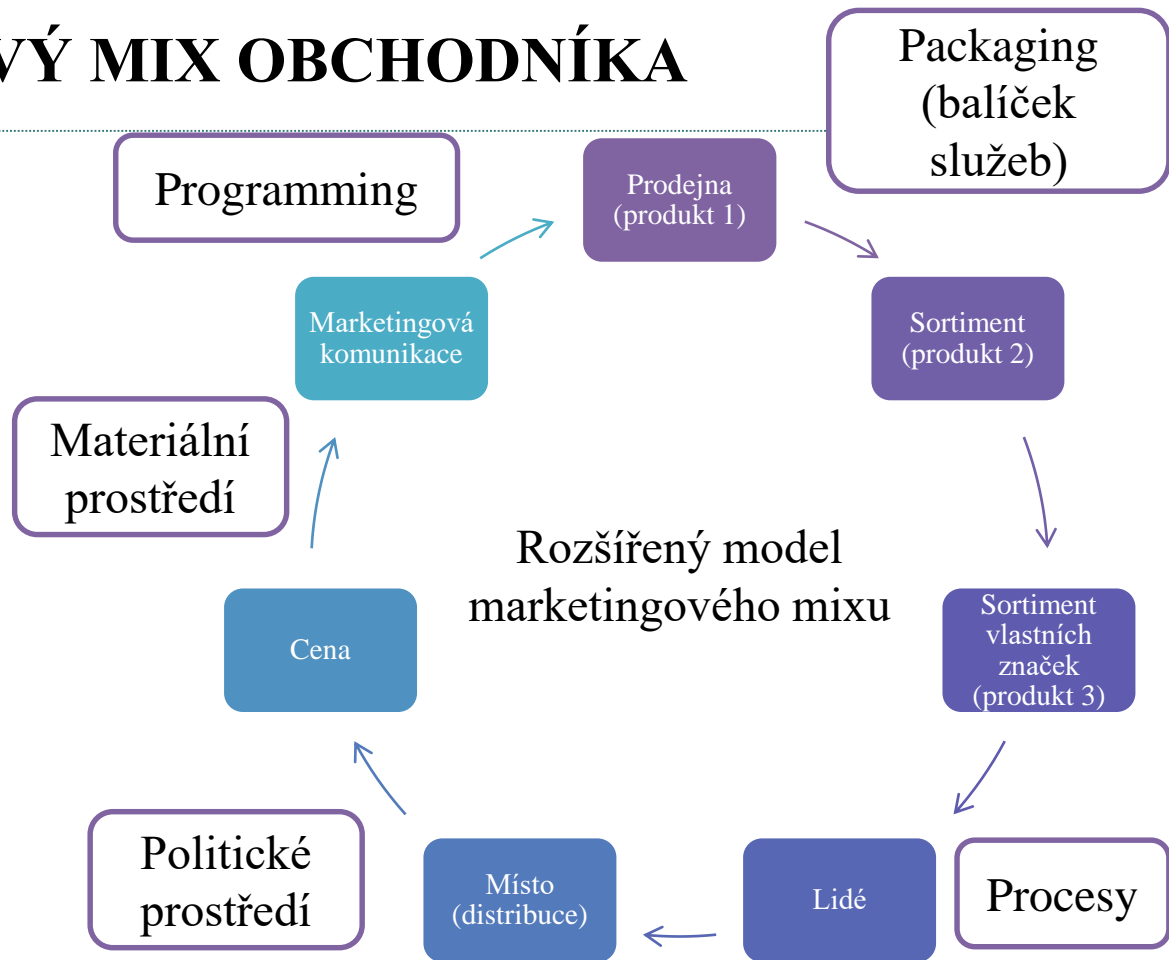 VÝ MIX OBCHODNÍKA
Packaging
(balíček
služeb)
Programming
Prodejna
(produkt 1)
Marketingová
komunikace
Sortiment
(produkt 2)
Materiální
prostředí
Rozšířený model
marketingového mixu
Cena
Sortiment
vlastních
značek
(produkt 3)
Politické
prostředí
Místo
(distribuce)
Lidé
Procesy